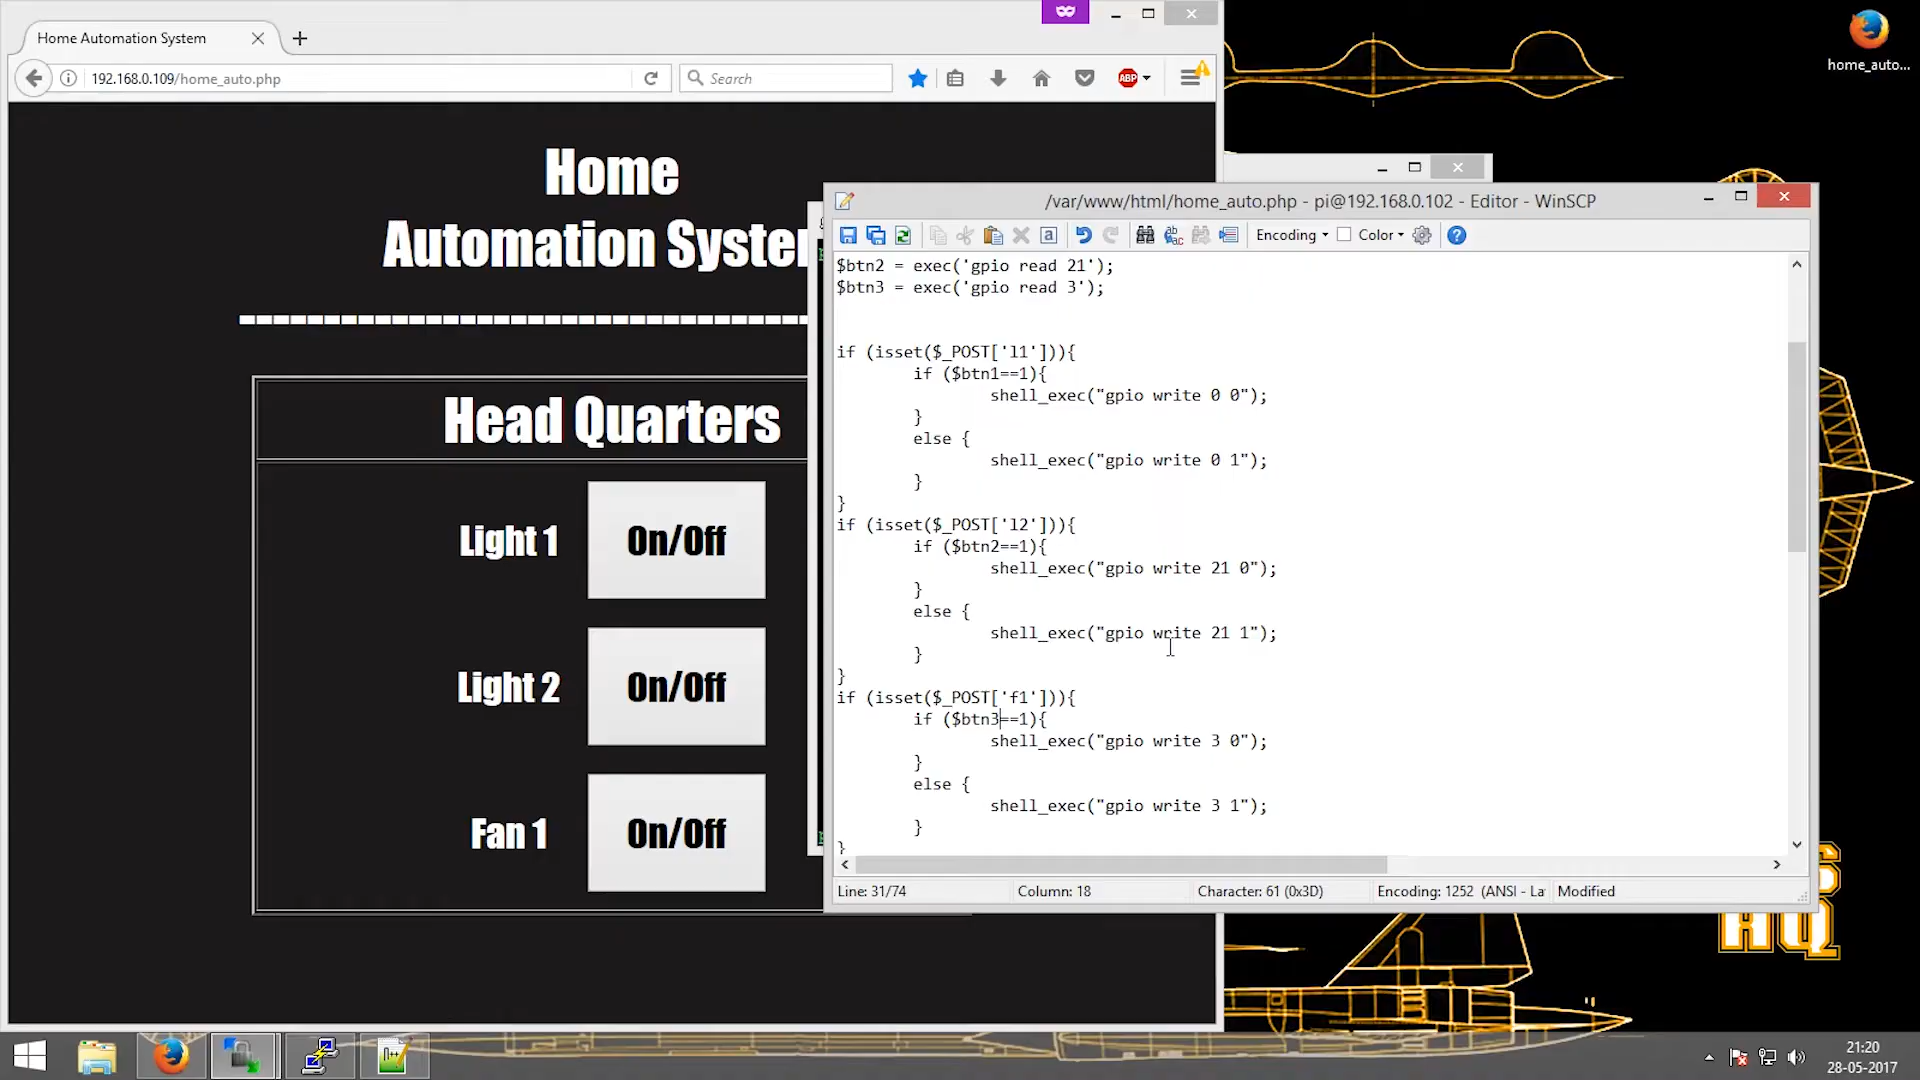 Home Automation System
192.168.0.109/home_auto.php
Search
ABP
home_auto...
Home
Automation System
Head Quarters
Light 1
On/Off
Light 2
On/Off
Fan 1
On/Off
/var/www/html/home_auto.php - pi@192.168.0.102 - Editor - WinSCP
Encoding
Color
$btn2 = exec('gpio read 21');
$btn3 = exec('gpio read 3');
if (isset($_POST['l1'])){
if ($btn1==1){
shell_exec("gpio write 0 0");
}
else {
shell_exec("gpio write 0 1");
}
}
if (isset($_POST['l2'])){
if ($btn2==1){
shell_exec("gpio write 21 0");
}
else {
shell_exec("gpio write 21 1");
}
}
if (isset($_POST['f1'])){
if ($btn3==1){
shell_exec("gpio write 3 0");
}
else {
shell_exec("gpio write 3 1");
}
}
Line: 31/74
Column: 18
Character: 61 (0x3D)
Encoding: 1252 (ANSI - La
Modified
HQ
21:20
28-05-2017